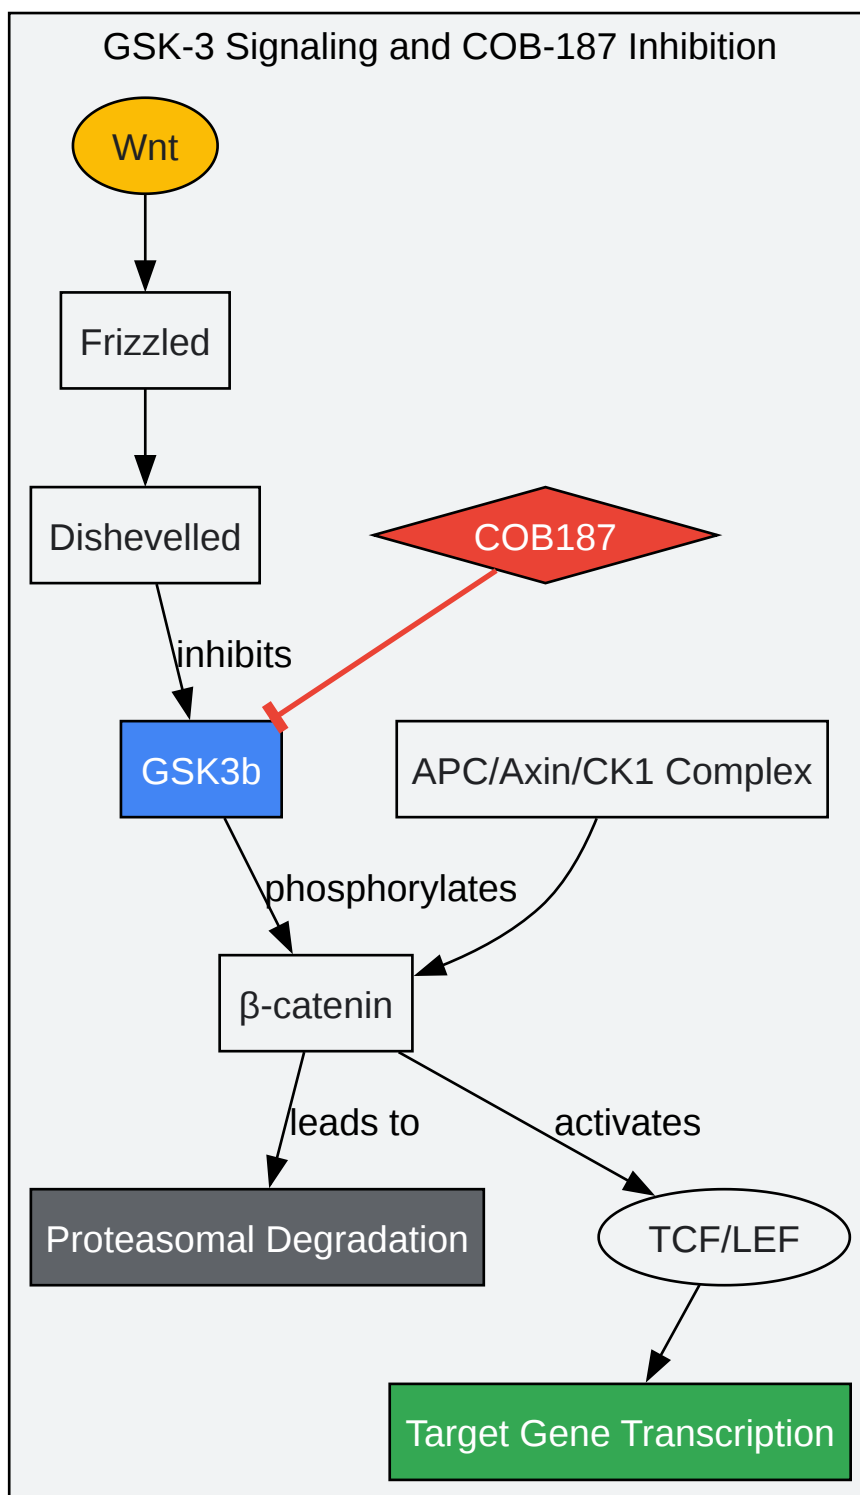 GSK-3 Signaling and COB-187 Inhibition
Wnt
Frizzled
Dishevelled
COB187
inhibits
GSK3b
APC/Axin/CK1 Complex
phosphorylates
β-catenin
leads to
activates
Proteasomal Degradation
TCF/LEF
Target Gene Transcription